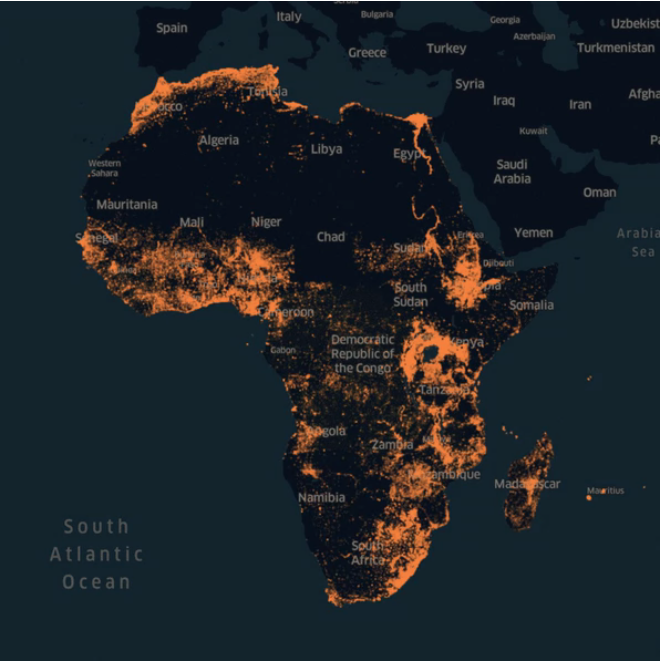 Italy
Bulgaria
Spain
Georgia
Uzbekist
Greece
Turkey
Azerbaijan
Turkmenistan
Syria
Tunisia
Iraq
Iran
Afgha
occo
Kuwait
Algeria
Libya
Egypt
Pa
Western
Sahara
Saudi
Arabia
Oman
Mauritania
Mali
Niger
Chad
Senegal
Sudan
Eritrea
Yemen
Arabia
Sea
Djibouti
South
Sudan
Somalia
Cameroon
Democratic
Republic of
the Congo
Kenya
Gabon
Tanzania
Angola
Zambia
Mozambique
Madagascar
Mauritius
Namibia
South
Atlantic
Ocean
South
Africa